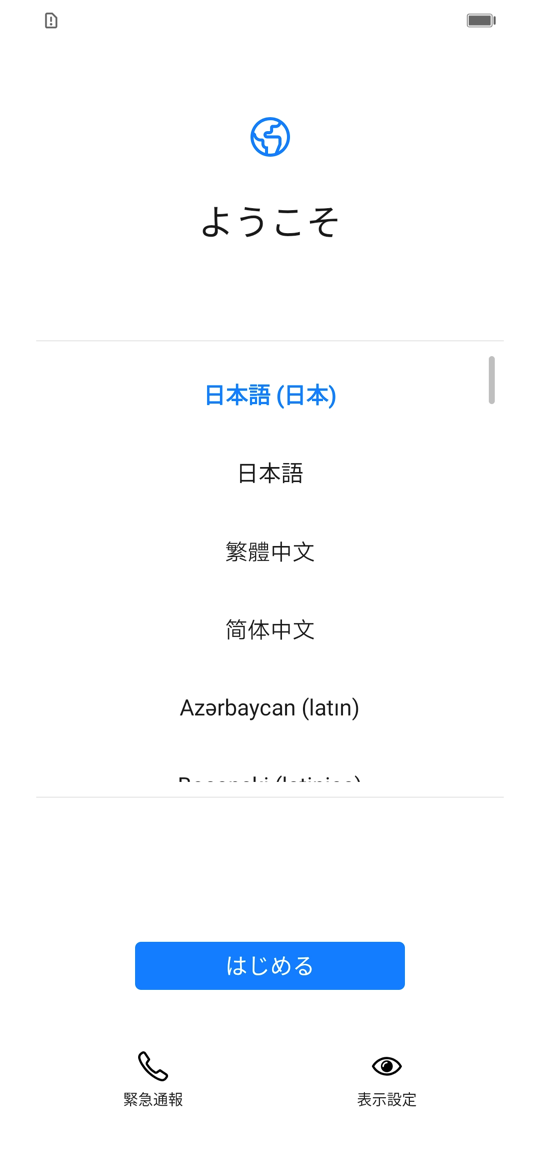 ようこそ
日本語 (日本)
日本語
繁體中文
简体中文
Azərbaycan (latın)
はじめる
緊急通報
表示設定